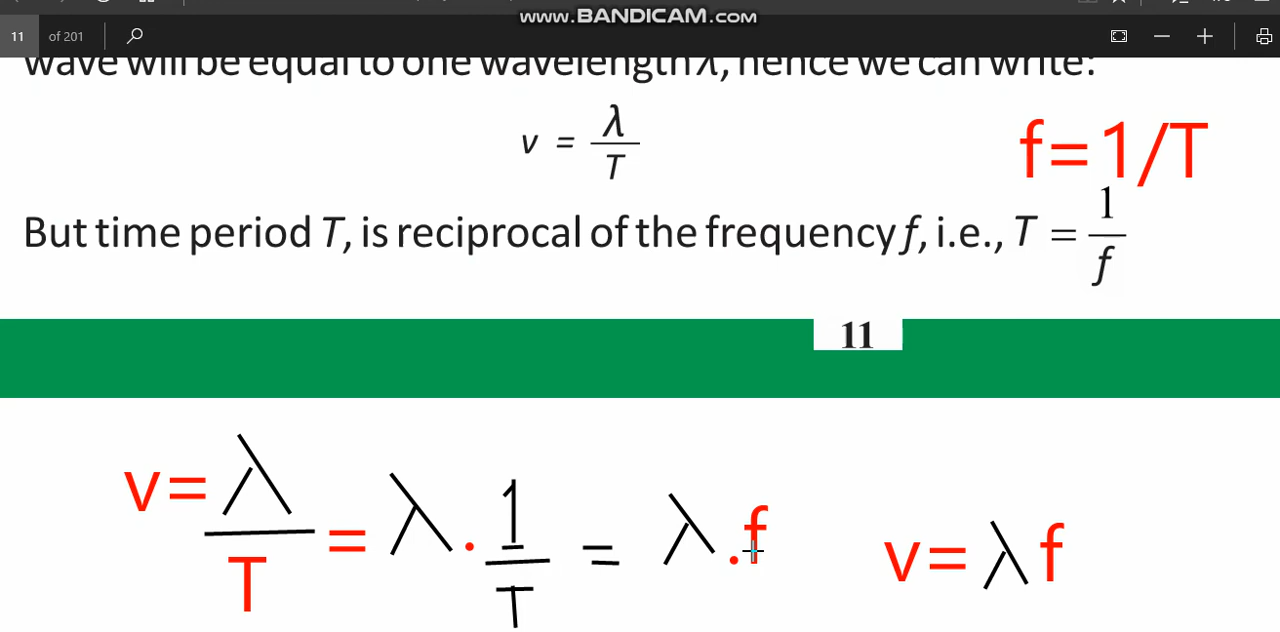 www.BANDICAM.com
11 of 201
wave will be equal to one wavelength λ, hence we can write:
v = λ/T
f=1/T
But time period T, is reciprocal of the frequency f, i.e., T = 1/f
11
v= λ/T = λ . 1/T = λ .f
v= λ f